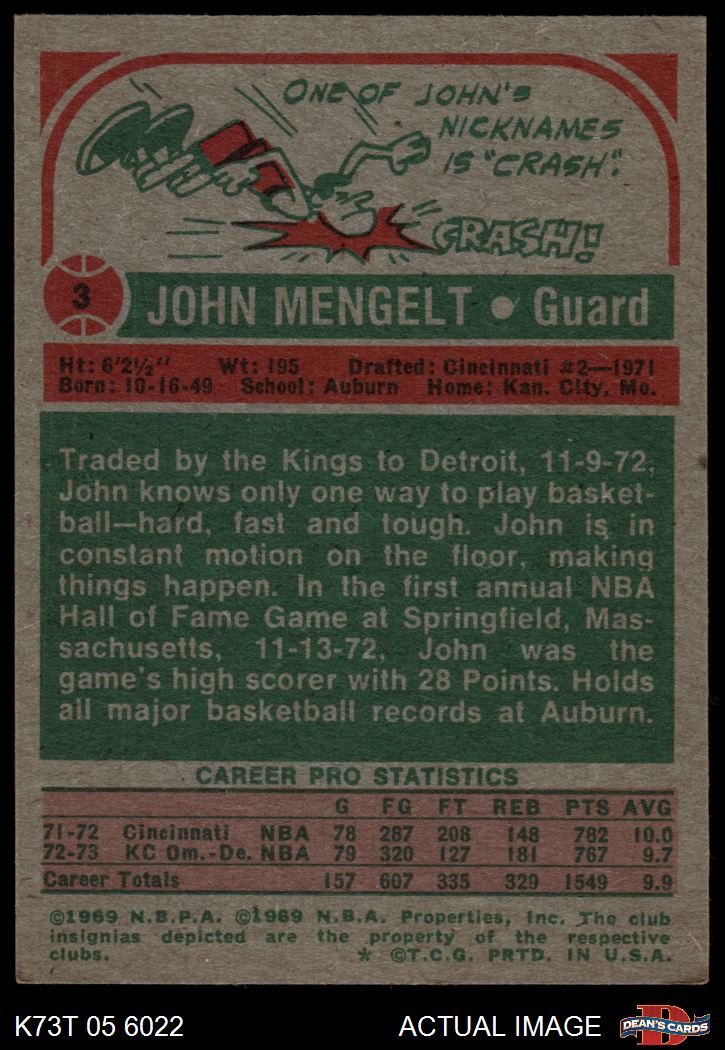 ONE OF JOHN'S
NICKNAMES
IS "CRASH".
CRASH!
3
JOHN MENGELT • Guard
Ht: 6'2½" Wt: 195 Drafted: Cincinnati #2—1971
Born: 10-16-49 School: Auburn Home: Kan. City, Mo.
Traded by the Kings to Detroit, 11-9-72,
John knows only one way to play basket-
ball—hard, fast and tough. John is in
constant motion on the floor, making
things happen. In the first annual NBA
Hall of Fame Game at Springfield, Mas-
sachusetts, 11-13-72, John was the
game's high scorer with 28 Points. Holds
all major basketball records at Auburn.
CAREER PRO STATISTICS
G FG FT REB PTS AVG
71-72 Cincinnati NBA 78 287 208 148 782 10.0
72-73 KC Om.-De. NBA 79 320 127 181 767 9.7
Career Totals 157 607 335 329 1549 9.9
©1969 N.B.P.A. ©1969 N.B.A. Properties, Inc. The club
insignias depicted are the property of the respective
clubs. * ©T.C.G. PRTD. IN U.S.A.
K73T 05 6022 ACTUAL IMAGE D DEAN'S CARDS